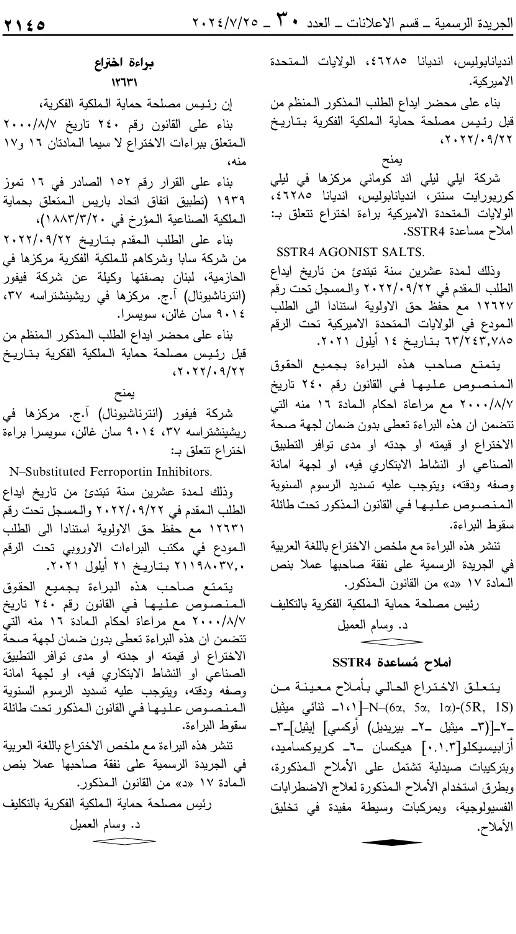 الجريدة الرسمية – قسم الاعلانات – العدد ٣٠ – ٢٠٢٤/٧/٢٥
٢١٤٥
انديانابوليس، انديانا ٤٦٢٨٥، الولايات المتحدة
الاميركية.
بناء على محضر ايداع الطلب المذكور المنظم من
قبل رئيس مصلحة حماية الملكية الفكرية بتاريخ
٢٠٢٢/٠٩/٢٢،
يمنح
شركة ايلي ليلي اند كوماني مركزها في ليلي
كوربورايت سنتر، انديانابوليس، انديانا ٤٦٢٨٥،
الولايات المتحدة الاميركية براءة اختراع تتعلق بـ:
املاح مساعدة SSTR4.
SSTR4 AGONIST SALTS.
وذلك لمدة عشرين سنة تبتدئ من تاريخ ايداع
الطلب المقدم في ٢٠٢٢/٠٩/٢٢ والمسجل تحت رقم
١٢٦٢٧ مع حفظ حق الاولوية استنادا الى الطلب
المودع في الولايات المتحدة الاميركية تحت الرقم
٦٣/٢٤٣,٧٨٥ بتاريخ ١٤ أيلول ٢٠٢١.
يتمتع صاحب هذه البراءة بجميع الحقوق
المنصوص عليها في القانون رقم ٢٤٠ تاريخ
٢٠٠٠/٨/٧ مع مراعاة احكام المادة ١٦ منه التي
تتضمن ان هذه البراءة تعطى بدون ضمان لجهة صحة
الاختراع او قيمته او جدته او مدى توافر التطبيق
الصناعي او النشاط الابتكاري فيه، او لجهة امانة
وصفه ودقته، ويتوجب عليه تسديد الرسوم السنوية
المنصوص عليها في القانون المذكور تحت طائلة
سقوط البراءة.
تنشر هذه البراءة مع ملخص الاختراع باللغة العربية
في الجريدة الرسمية على نفقة صاحبها عملا بنص
المادة ١٧ «د» من القانون المذكور.
رئيس مصلحة حماية الملكية الفكرية بالتكليف
د. وسام العميل
أملاح مُساعدة SSTR4
يتعلق الاختراع الحالي بأملاح معينة من
(5R, 1S)-(6α, 5α, 1α)–N–[١،١– ثنائي ميثيل
–٢–[(٣– ميثيل –٢– بيريديل) أوكسي] إيثيل]–٣–
أزابيسيكلو[٠.١.٣] هيكسان –٦– كربوكساميد،
وبتركيبات صيدلية تشتمل على الأملاح المذكورة،
وبطرق استخدام الأملاح المذكورة لعلاج الاضطرابات
الفسيولوجية، وبمركبات وسيطة مفيدة في تخليق
الأملاح.
براءة اختراع
١٢٦٣١
إن رئيس مصلحة حماية الملكية الفكرية،
بناء على القانون رقم ٢٤٠ تاريخ ٢٠٠٠/٨/٧
المتعلق ببراءات الاختراع لا سيما المادتان ١٦ و١٧
منه،
بناء على القرار رقم ١٥٢ الصادر في ١٦ تموز
١٩٣٩ (تطبيق اتفاق اتحاد باريس المتعلق بحماية
الملكية الصناعية المؤرخ في ١٨٨٣/٣/٢٠)،
بناء على الطلب المقدم بتاريخ ٢٠٢٢/٠٩/٢٢
من شركة سابا وشركاهم للملكية الفكرية مركزها في
الحازمية، لبنان بصفتها وكيلة عن شركة فيفور
(انترناشيونال) آ.ج. مركزها في ريشينشتراسه ٣٧،
٩٠١٤ سان غالن، سويسرا.
بناء على محضر ايداع الطلب المذكور المنظم من
قبل رئيس مصلحة حماية الملكية الفكرية بتاريخ
٢٠٢٢/٠٩/٢٢،
يمنح
شركة فيفور (انترناشيونال) آ.ج. مركزها في
ريشينشتراسه ٣٧، ٩٠١٤ سان غالن، سويسرا براءة
اختراع تتعلق بـ:
N–Substituted Ferroportin Inhibitors.
وذلك لمدة عشرين سنة تبتدئ من تاريخ ايداع
الطلب المقدم في ٢٠٢٢/٠٩/٢٢ والمسجل تحت رقم
١٢٦٣١ مع حفظ حق الاولوية استنادا الى الطلب
المودع في مكتب البراءات الاوروبي تحت الرقم
٢١١٩٨٠٣٧,٠ بتاريخ ٢١ أيلول ٢٠٢١.
يتمتع صاحب هذه البراءة بجميع الحقوق
المنصوص عليها في القانون رقم ٢٤٠ تاريخ
٢٠٠٠/٨/٧ مع مراعاة احكام المادة ١٦ منه التي
تتضمن ان هذه البراءة تعطى بدون ضمان لجهة صحة
الاختراع او قيمته او جدته او مدى توافر التطبيق
الصناعي او النشاط الابتكاري فيه، او لجهة امانة
وصفه ودقته، ويتوجب عليه تسديد الرسوم السنوية
المنصوص عليها في القانون المذكور تحت طائلة
سقوط البراءة.
تنشر هذه البراءة مع ملخص الاختراع باللغة العربية
في الجريدة الرسمية على نفقة صاحبها عملا بنص
المادة ١٧ «د» من القانون المذكور.
رئيس مصلحة حماية الملكية الفكرية بالتكليف
د. وسام العميل